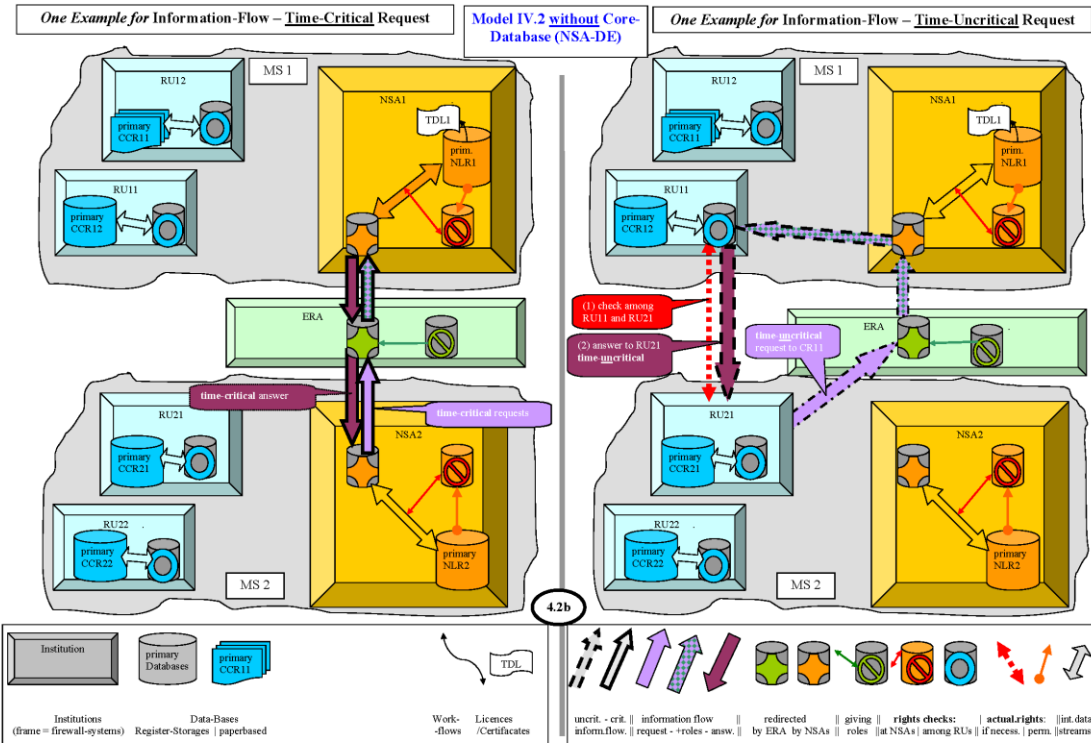 One Example for Information-Flow – Time-Critical Request
Model IV.2 without Core-
Database (NSA-DE)
One Example for Information-Flow – Time-Uncritical Request
MS 1
RU12
primary
CCR11
NSA1
TDL1
prim.
NLR1
RU11
primary
CCR12
ERA
time-critical answer
time-critical requests
RU21
primary
CCR21
NSA2
RU22
primary
CCR22
primary
NLR2
MS 2
MS 1
RU12
primary
CCR11
NSA1
TDL1
prim.
NLR1
RU11
primary
CCR12
(1) check among
RU11 and RU21
(2) answer to RU21
time-uncritical
ERA
time-uncritical
request to CR11
RU21
primary
CCR21
NSA2
RU22
primary
CCR22
primary
NLR2
MS 2
4.2b
Institution
primary
Databases
primary
CCR11
TDL
Institutions
(frame = firewall-systems)
Data-Bases
Register-Storages | paperbased
Work-
-flows
Licences
/Certifacates
uncrit. - crit. || information flow || redirected || giving || rights checks: | actual.rights: ||int.data
inform.flow. || request - +roles - answ. || by ERA by NSAs || roles ||at NSAs | among RUs || if necess. | perm. ||streams